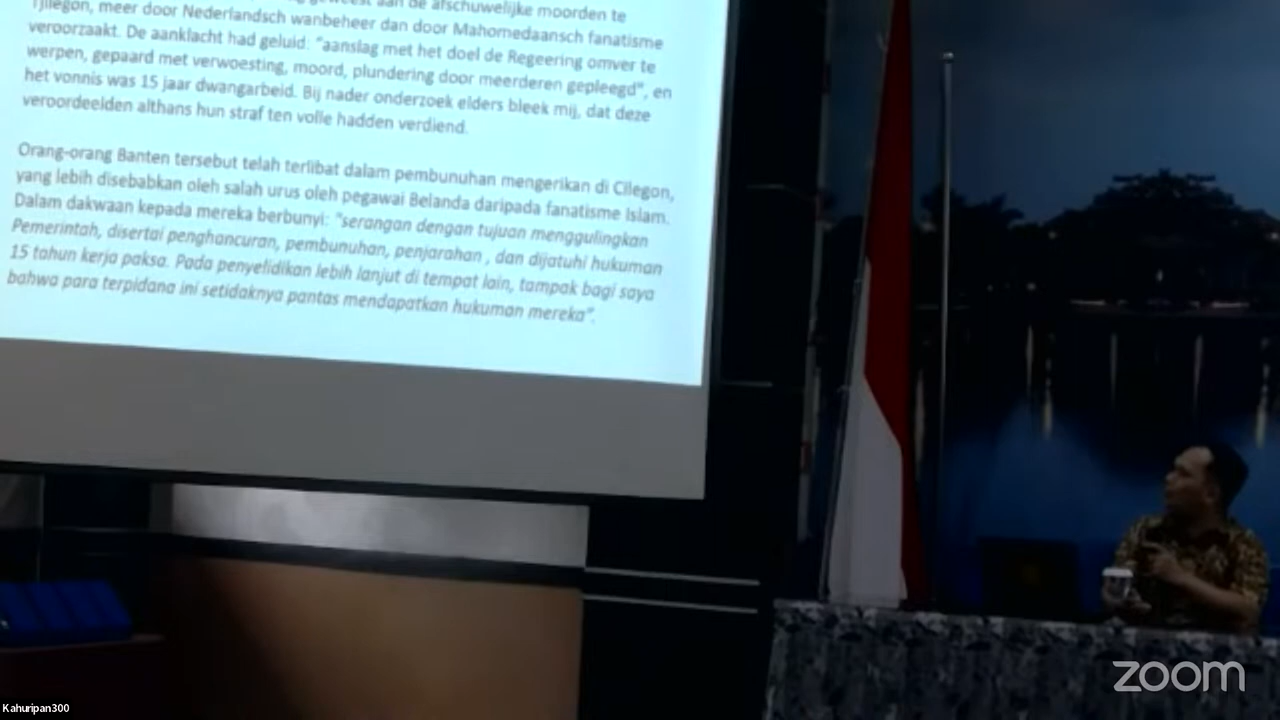 geweest aan de afschuwelijke moorden te
Tjilegon, meer door Nederlandsch wanbeheer dan door Mahomedaansch fanatisme
veroorzaakt. De aanklacht had geluid: "aanslag met het doel de Regeering omver te
werpen, gepaard met verwoesting, moord, plundering door meerderen gepleegd", en
het vonnis was 15 jaar dwangarbeid. Bij nader onderzoek elders bleek mij, dat deze
veroordeelden althans hun straf ten volle hadden verdiend.
Orang-orang Banten tersebut telah terlibat dalam pembunuhan mengerikan di Cilegon,
yang lebih disebabkan oleh salah urus oleh pegawai Belanda daripada fanatisme Islam.
Dalam dakwaan kepada mereka berbunyi: "serangan dengan tujuan menggulingkan
Pemerintah, disertai penghancuran, pembunuhan, penjarahan , dan dijatuhi hukuman
15 tahun kerja paksa. Pada penyelidikan lebih lanjut di tempat lain, tampak bagi saya
bahwa para terpidana ini setidaknya pantas mendapatkan hukuman mereka".
zoom
Kahuripan300